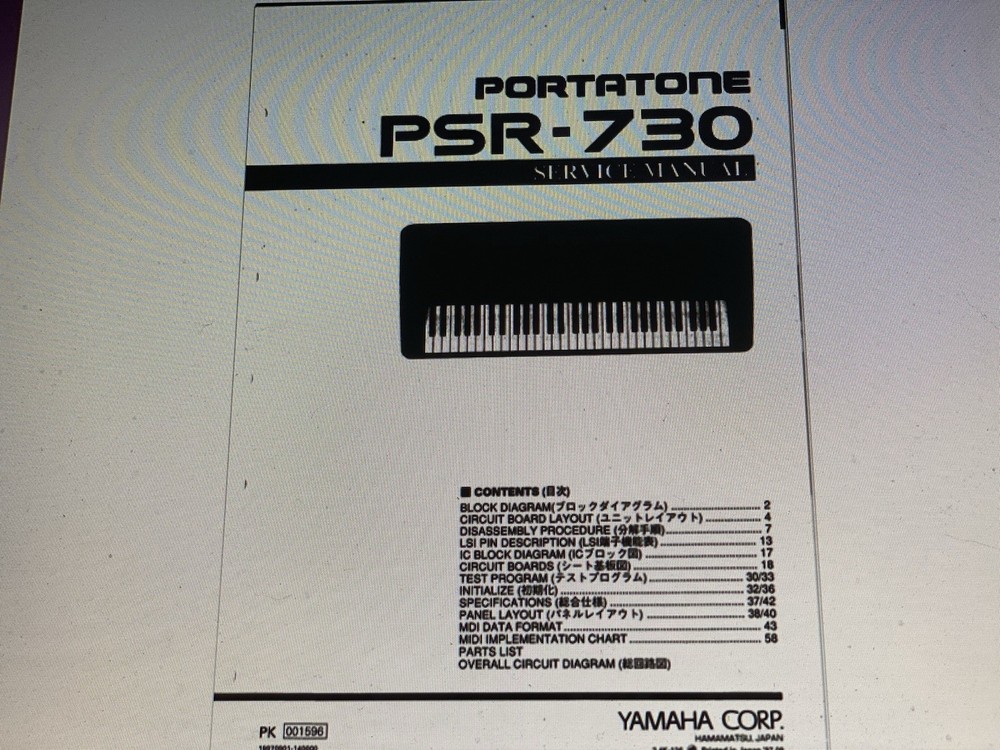 PORTATONE
PSR-730
SERVICE MANUAL
■ CONTENTS (目次)
BLOCK DIAGRAM(ブロックダイアグラム) ........................ 2
CIRCUIT BOARD LAYOUT (ユニットレイアウト) ............... 4
DISASSEMBLY PROCEDURE (分解手順) ........................ 7
LSI PIN DESCRIPTION (LSI端子機能表) ........................ 13
IC BLOCK DIAGRAM (ICブロック図) ........................ 17
CIRCUIT BOARDS (シート基板図) ........................ 18
TEST PROGRAM (テストプログラム) ........................ 30/33
INITIALIZE (初期化) ........................ 32/36
SPECIFICATIONS (総合仕様) ........................ 37/42
PANEL LAYOUT (パネルレイアウト) ........................ 38/40
MDI DATA FORMAT ........................ 43
MIDI IMPLEMENTATION CHART ........................ 58
PARTS LIST
OVERALL CIRCUIT DIAGRAM (総回路図)
PK 001596
YAMAHA CORP.
HAMAMATSU, JAPAN
Printed in Japan